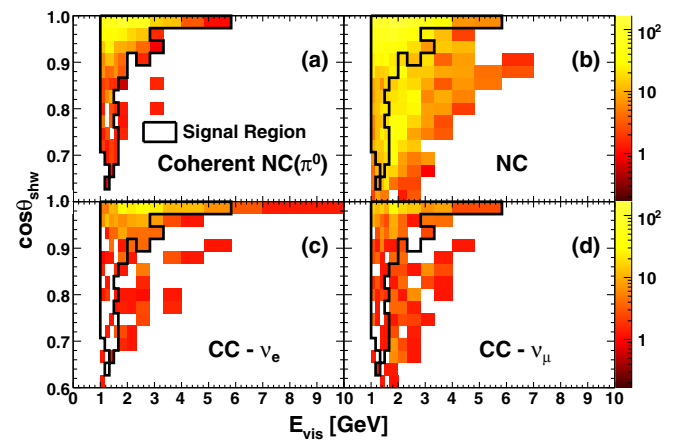 1.0
0.9
0.8
0.7
(a)
Signal Region
Coherent NC(π⁰)
(b)
NC
10²
10
1
cosθshw
1.0
0.9
0.8
0.7
0.6
(c)
CC - νe
(d)
CC - νμ
10²
10
1
0 1 2 3 4 5 6 7 8 9 10
0 1 2 3 4 5 6 7 8 9 10
Evis [GeV]